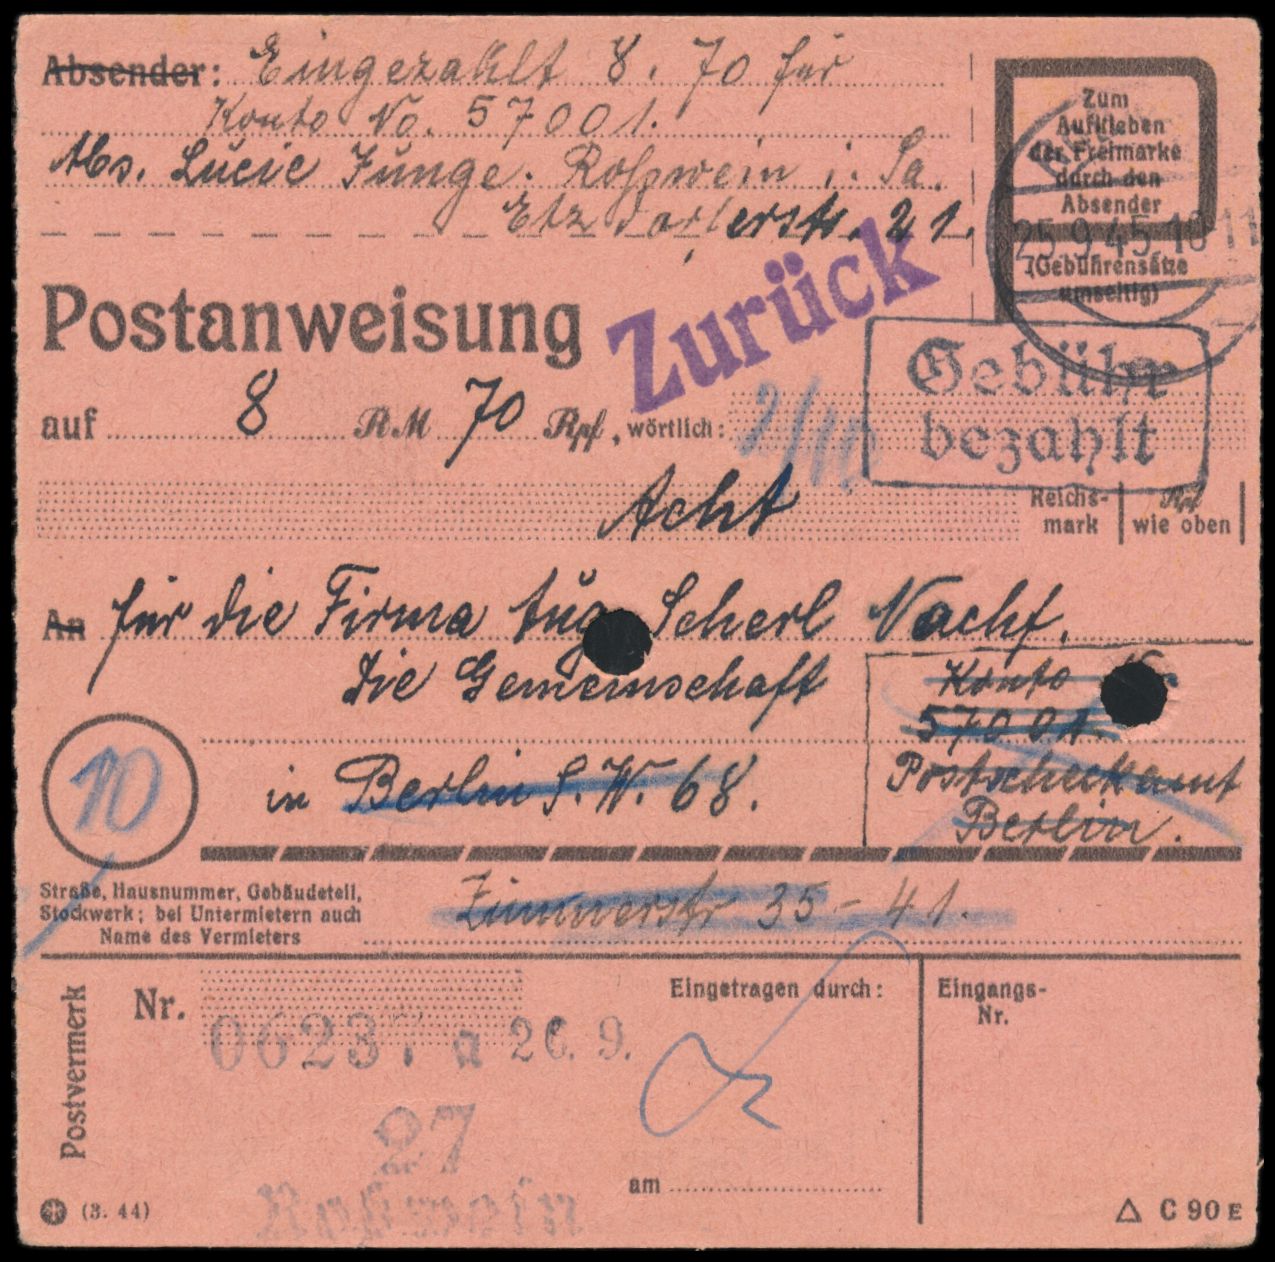 Absender: Eingezahlt 8.70 für
Konto No. 57001.
Abs. Lucie Junge. Roßwein i. Sa.
Etzdorferstr. 21.
Zum
Aufkleben
der Freimarke
durch den
Absender
(Gebührensätze
umseitig)
25.9.45.10 11
Zurück
Postanweisung
Gebühr
bezahlt
auf 8 RM 70 Rpf, wörtlich:
Acht
Reichs-
mark
Rpf
wie oben
An für die Firma Aug. Scherl Nachf.
Die Gemeinschaft
Konto
57001.
Postscheckamt
Berlin.
10
in Berlin S.W. 68.
Straße, Hausnummer, Gebäudeteil,
Stockwerk; bei Untermietern auch
Name des Vermieters
Zimmerstr 35-41.
Postvermerk
Nr. 06237 a 26. 9.
Eingetragen durch:
Eingangs-
Nr.
27
am
(3. 44)
C 90 E